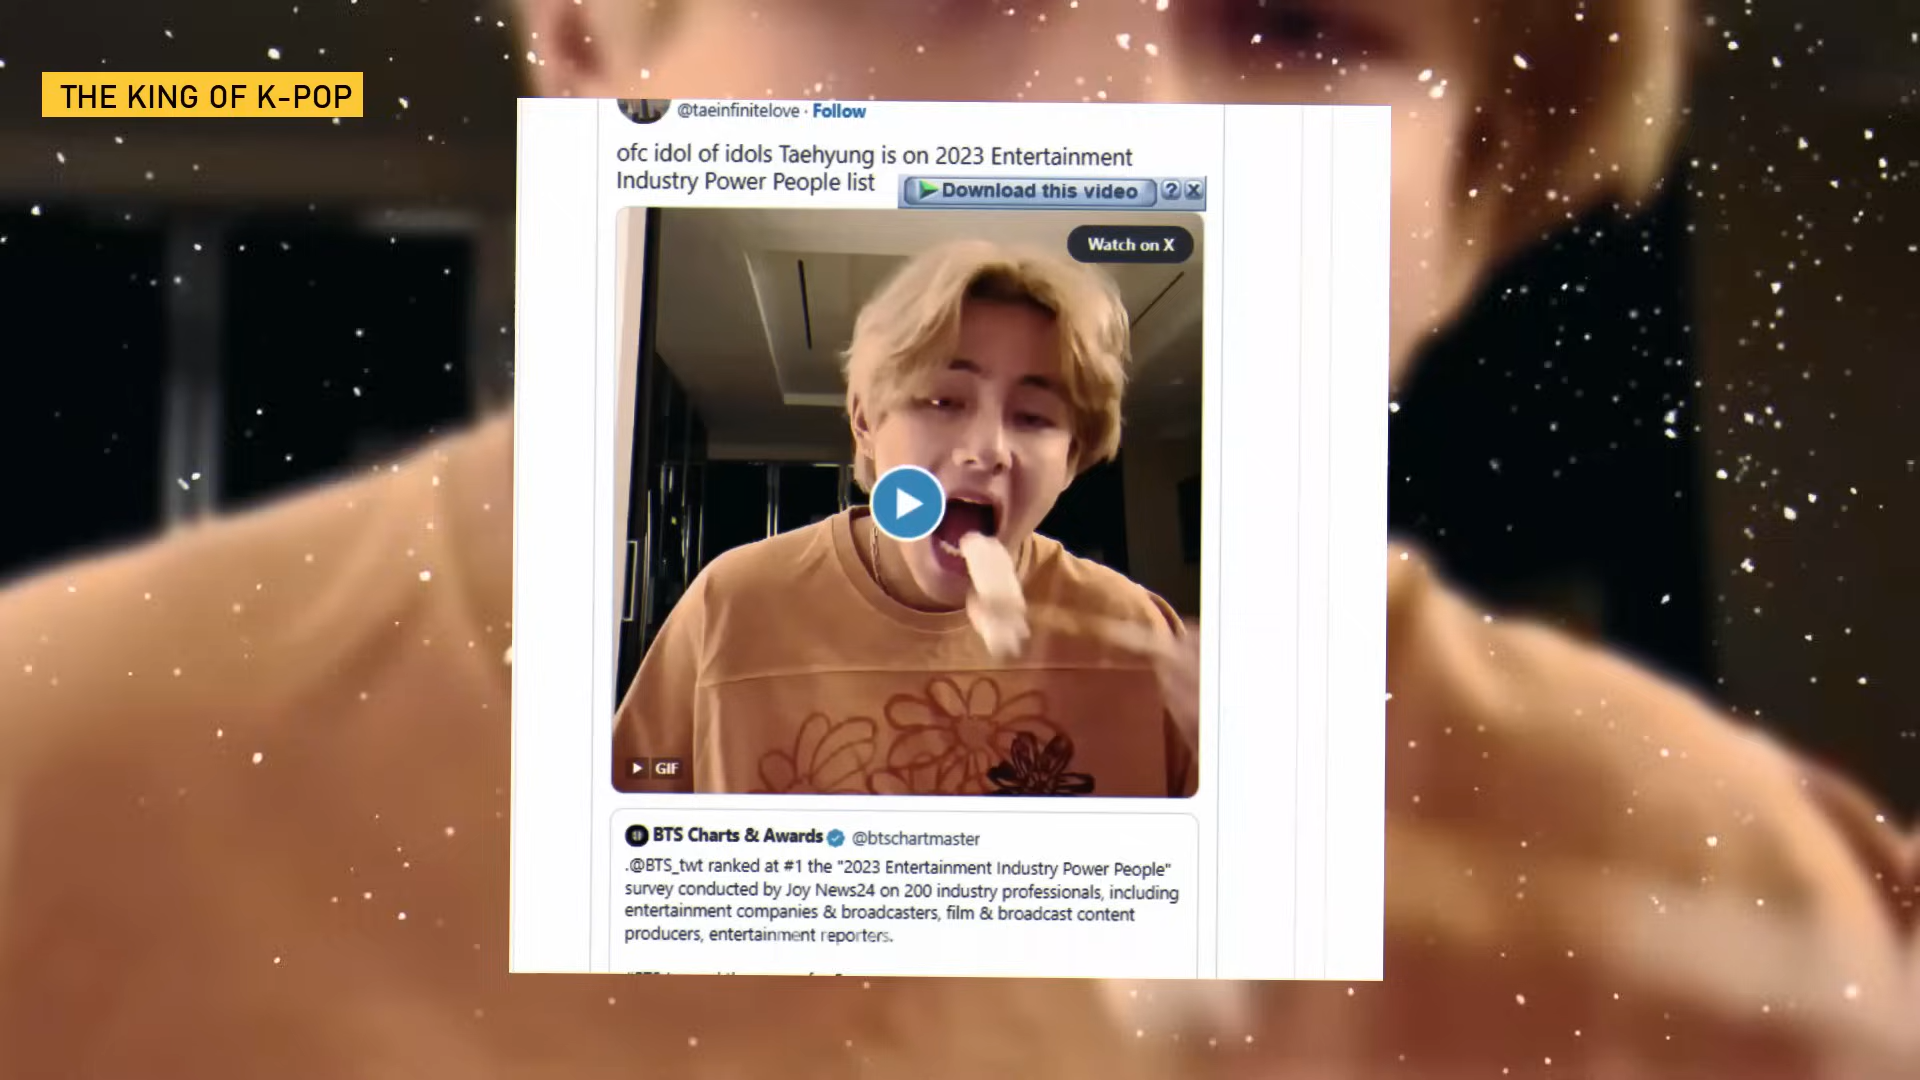 THE KING OF K-POP
@taeinfinitelove · Follow
ofc idol of idols Taehyung is on 2023 Entertainment
Industry Power People list
Download this video ? X
Watch on X
GIF
BTS Charts & Awards @btschartmaster
.@BTS_twt ranked at #1 the "2023 Entertainment Industry Power People"
survey conducted by Joy News24 on 200 industry professionals, including
entertainment companies & broadcasters, film & broadcast content
producers, entertainment reporters.